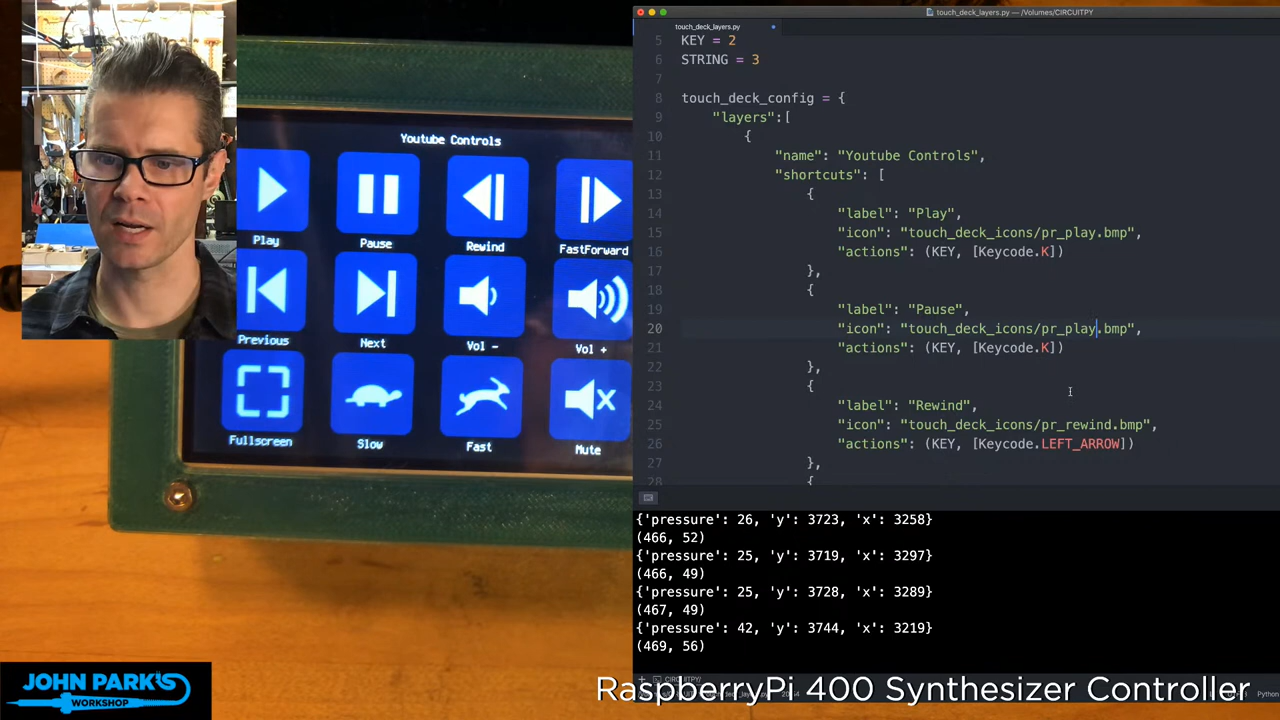 Youtube Controls
Play
Pause
Rewind
FastForward
Previous
Next
Vol -
Vol +
Fullscreen
Slow
Fast
Mute
touch_deck_layers.py — /Volumes/CIRCUITPY
touch_deck_layers.py
5 KEY = 2
6 STRING = 3
7
8 touch_deck_config = {
9 "layers":[
10 {
11 "name": "Youtube Controls",
12 "shortcuts": [
13 {
14 "label": "Play",
15 "icon": "touch_deck_icons/pr_play.bmp",
16 "actions": (KEY, [Keycode.K])
17 },
18 {
19 "label": "Pause",
20 "icon": "touch_deck_icons/pr_play.bmp",
21 "actions": (KEY, [Keycode.K])
22 },
23 {
24 "label": "Rewind",
25 "icon": "touch_deck_icons/pr_rewind.bmp",
26 "actions": (KEY, [Keycode.LEFT_ARROW])
27 },
28 {
{'pressure': 26, 'y': 3723, 'x': 3258}
(466, 52)
{'pressure': 25, 'y': 3719, 'x': 3297}
(466, 49)
{'pressure': 25, 'y': 3728, 'x': 3289}
(467, 49)
{'pressure': 42, 'y': 3744, 'x': 3219}
(469, 56)
CIRCUITPY/
Python
JOHN PARK'S
WORKSHOP
RaspberryPi 400 Synthesizer Controller